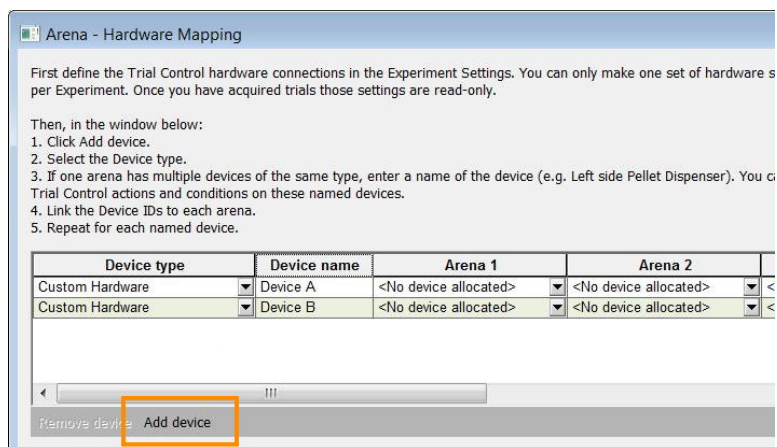 Arena - Hardware Mapping
First define the Trial Control hardware connections in the Experiment Settings. You can only make one set of hardware s
per Experiment. Once you have acquired trials those settings are read-only.
Then, in the window below:
1. Click Add device.
2. Select the Device type.
3. If one arena has multiple devices of the same type, enter a name of the device (e.g. Left side Pellet Dispenser). You c
Trial Control actions and conditions on these named devices.
4. Link the Device IDs to each arena.
5. Repeat for each named device.
Device type Device name Arena 1 Arena 2
Custom Hardware Device A <No device allocated> <No device allocated> <
Custom Hardware Device B <No device allocated> <No device allocated> <
Remove device Add device